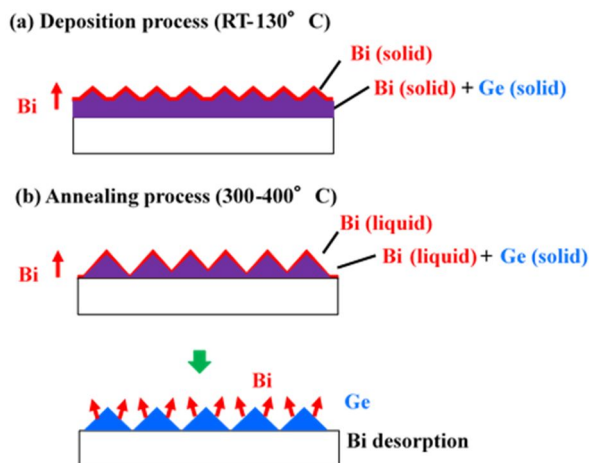 (a) Deposition process (RT-130° C)
Bi (solid)
Bi
Bi (solid) + Ge (solid)
(b) Annealing process (300-400° C)
Bi (liquid)
Bi
Bi (liquid) + Ge (solid)
Bi
Ge
Bi desorption